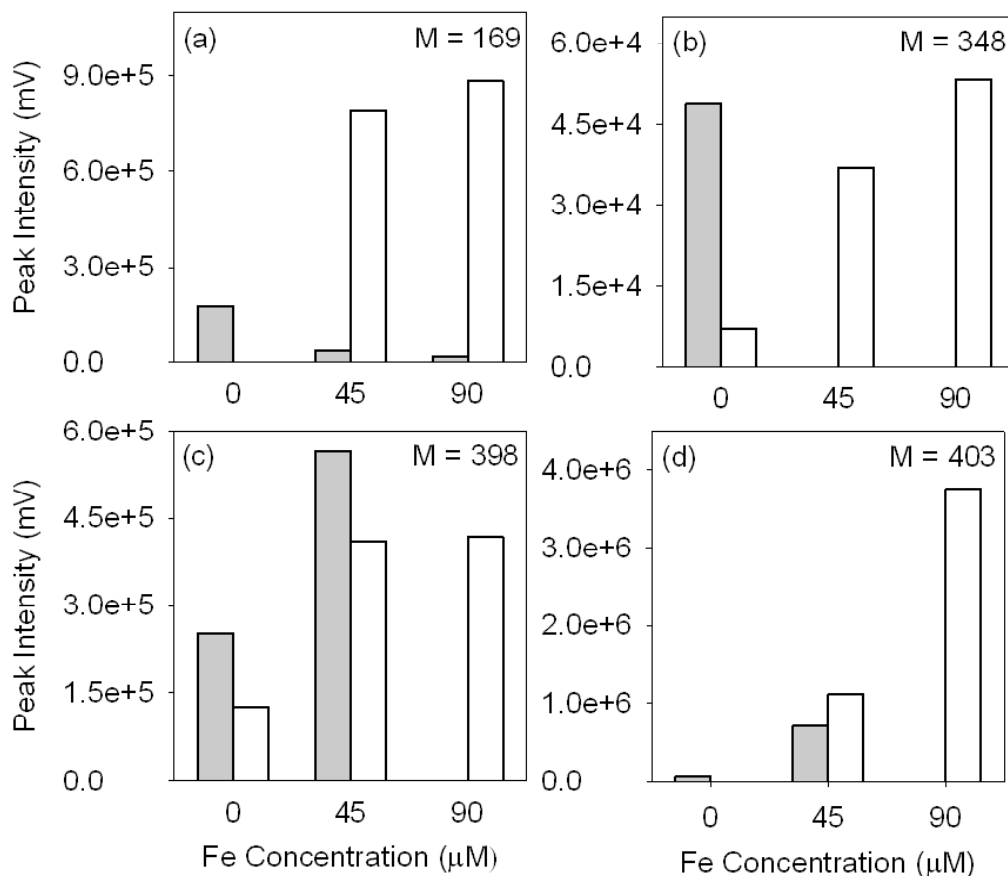 (a)
M = 169
Peak Intensity (mV)
9.0e+5
6.0e+5
3.0e+5
0.0
0
45
90
(b)
M = 348
6.0e+4
4.5e+4
3.0e+4
1.5e+4
0.0
0
45
90
(c)
M = 398
Peak Intensity (mV)
6.0e+5
4.5e+5
3.0e+5
1.5e+5
0.0
0
45
90
Fe Concentration (μM)
(d)
M = 403
4.0e+6
3.0e+6
2.0e+6
1.0e+6
0.0
0
45
90
Fe Concentration (μM)